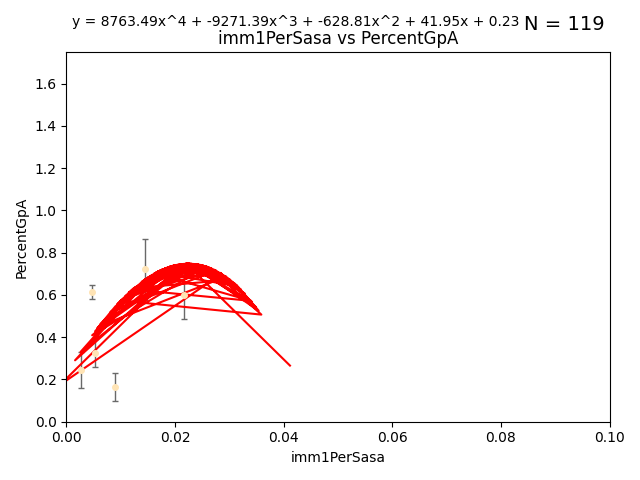 y = 8763.49x^4 + -9271.39x^3 + -628.81x^2 + 41.95x + 0.23 N = 119
imm1PerSasa vs PercentGpA
1.6
1.4
1.2
1.0
0.8
0.6
0.4
0.2
0.0
PercentGpA
0.00 0.02 0.04 0.06 0.08 0.10
imm1PerSasa